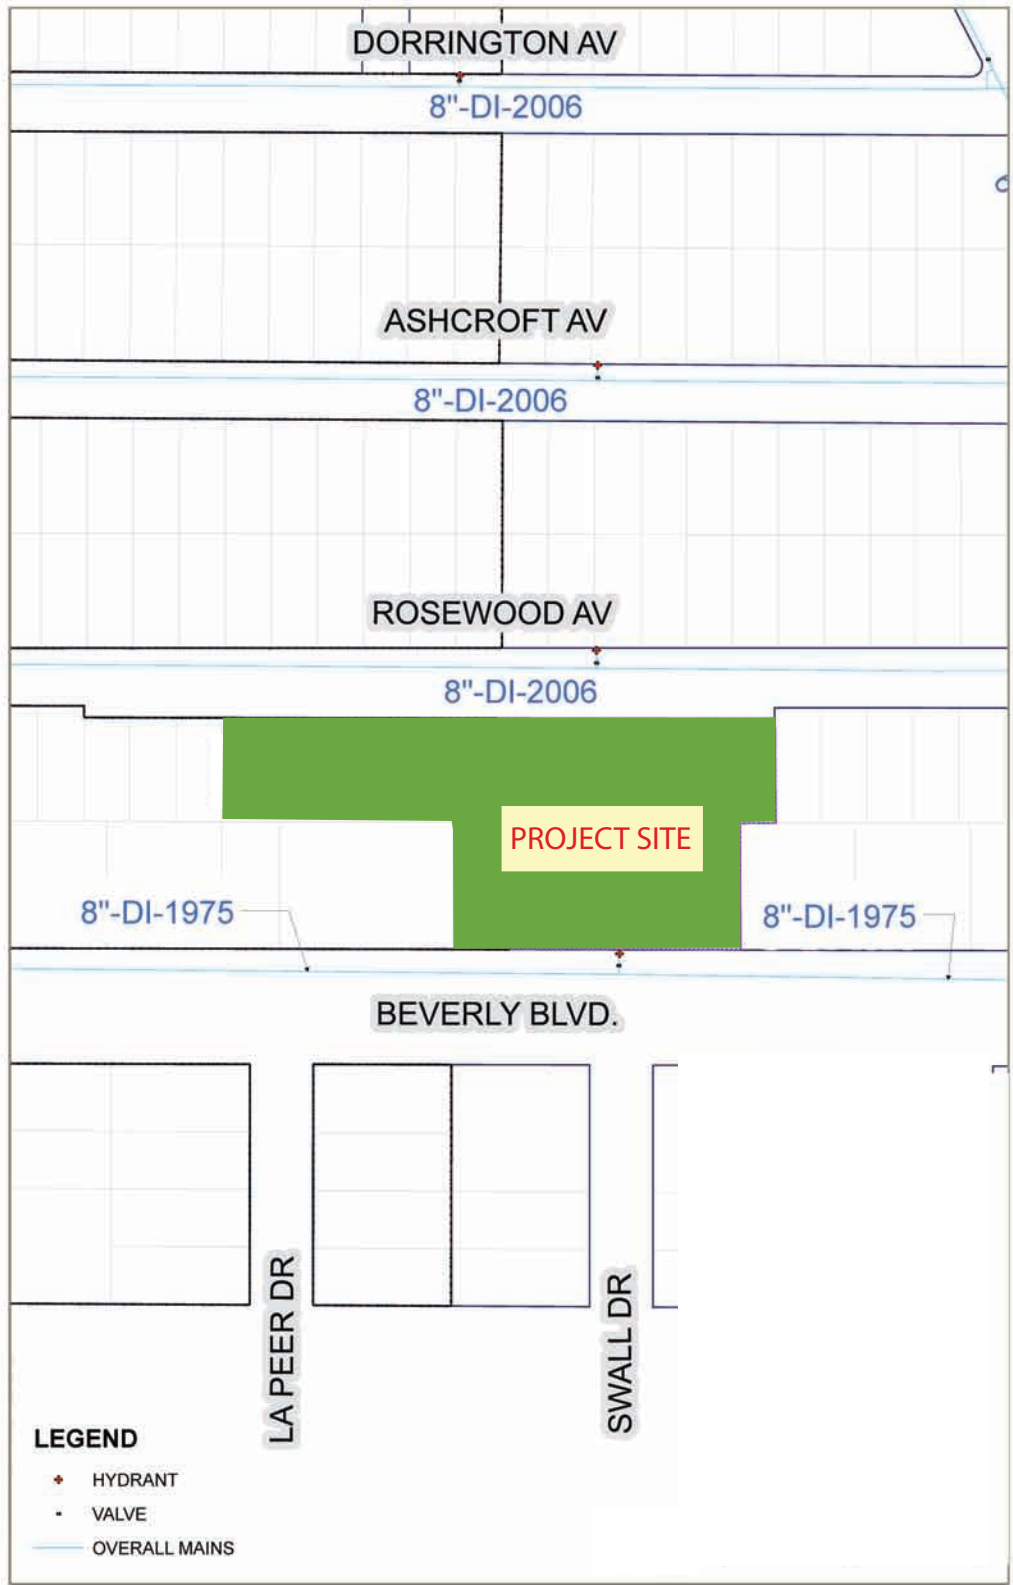 DORRINGTON AV
8"-DI-2006
ASHCROFT AV
8"-DI-2006
ROSEWOOD AV
8"-DI-2006
PROJECT SITE
8"-DI-1975
8"-DI-1975
BEVERLY BLVD.
LA PEER DR
SWALL DR
LEGEND
HYDRANT
VALVE
OVERALL MAINS